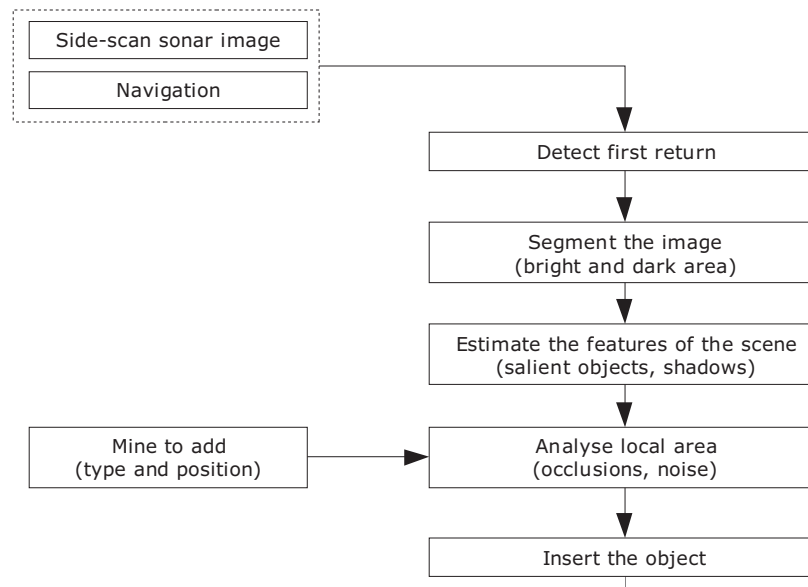 Side-scan sonar image
Navigation
Detect first return
Segment the image
(bright and dark area)
Estimate the features of the scene
(salient objects, shadows)
Mine to add
(type and position)
Analyse local area
(occlusions, noise)
Insert the object